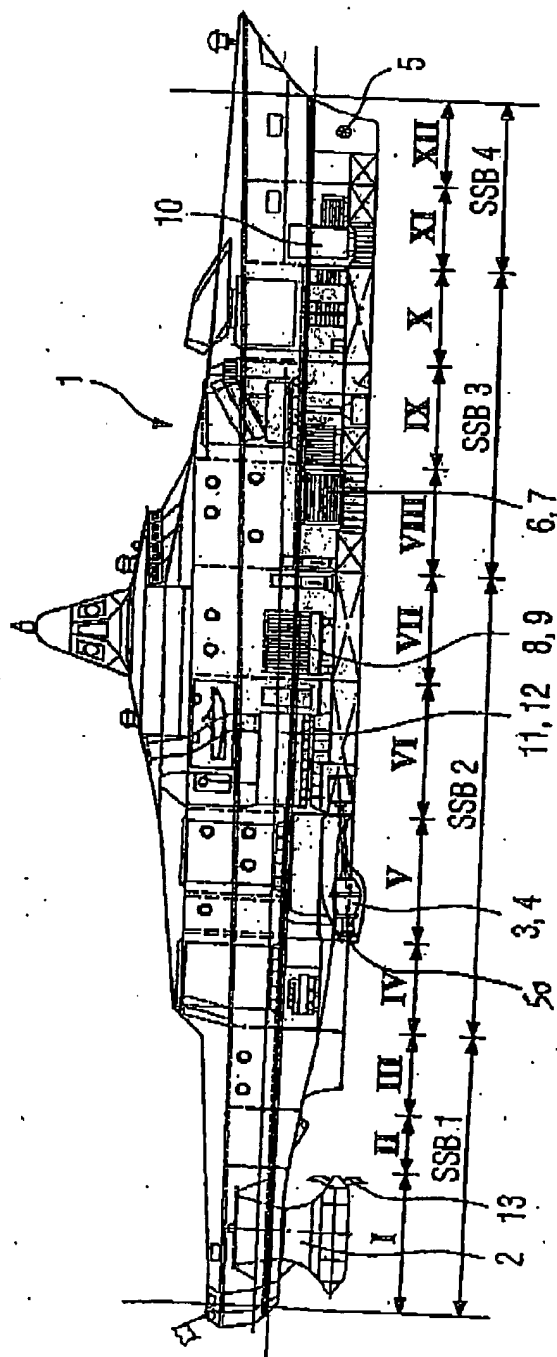 1
10
5
I II III IV V VI VII VIII IX X XI XII
SSB 1 SSB 2 SSB 3 SSB 4
2 13 5a 3, 4 11, 12 8, 9 6, 7